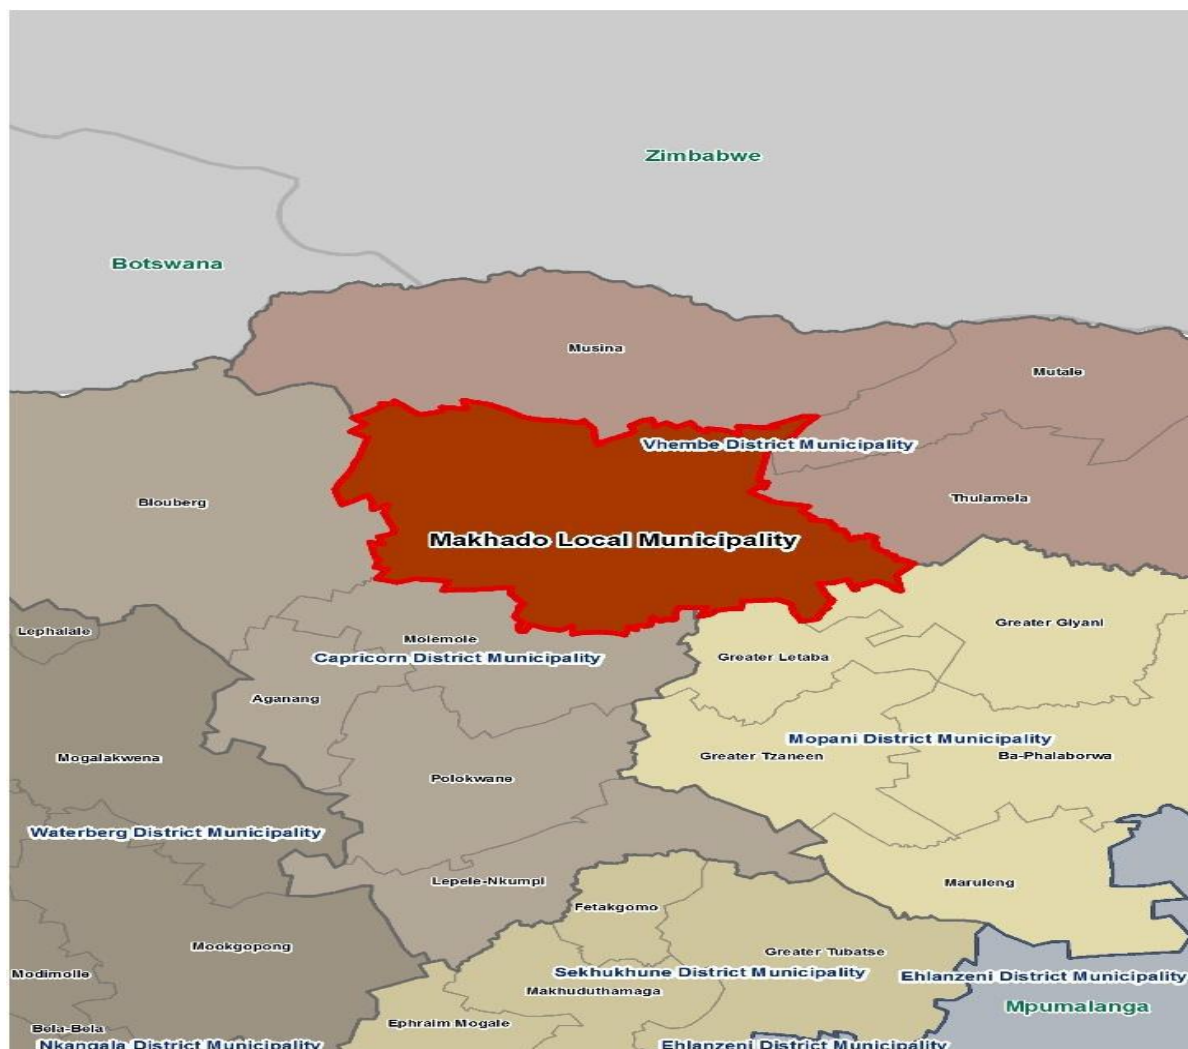 Zimbabwe
Botswana
Musina
Mutale
Vhembe District Municipality
Blouberg
Thulamela
Makhado Local Municipality
Lephalale
Molemole
Greater Giyani
Capricorn District Municipality
Greater Letaba
Aganang
Mopani District Municipality
Mogalakwena
Greater Tzaneen
Ba-Phalaborwa
Polokwane
Waterberg District Municipality
Lepele-Nkumpi
Maruleng
Fetakgomo
Mookgopong
Greater Tubatse
Modimolle
Sekhukhune District Municipality
Ehlanzeni District Municipality
Makhuduthamaga
Mpumalanga
Ephraim Mogale
Bela-Bela
Nkangala District Municipality
Ehlanzeni District Municipality